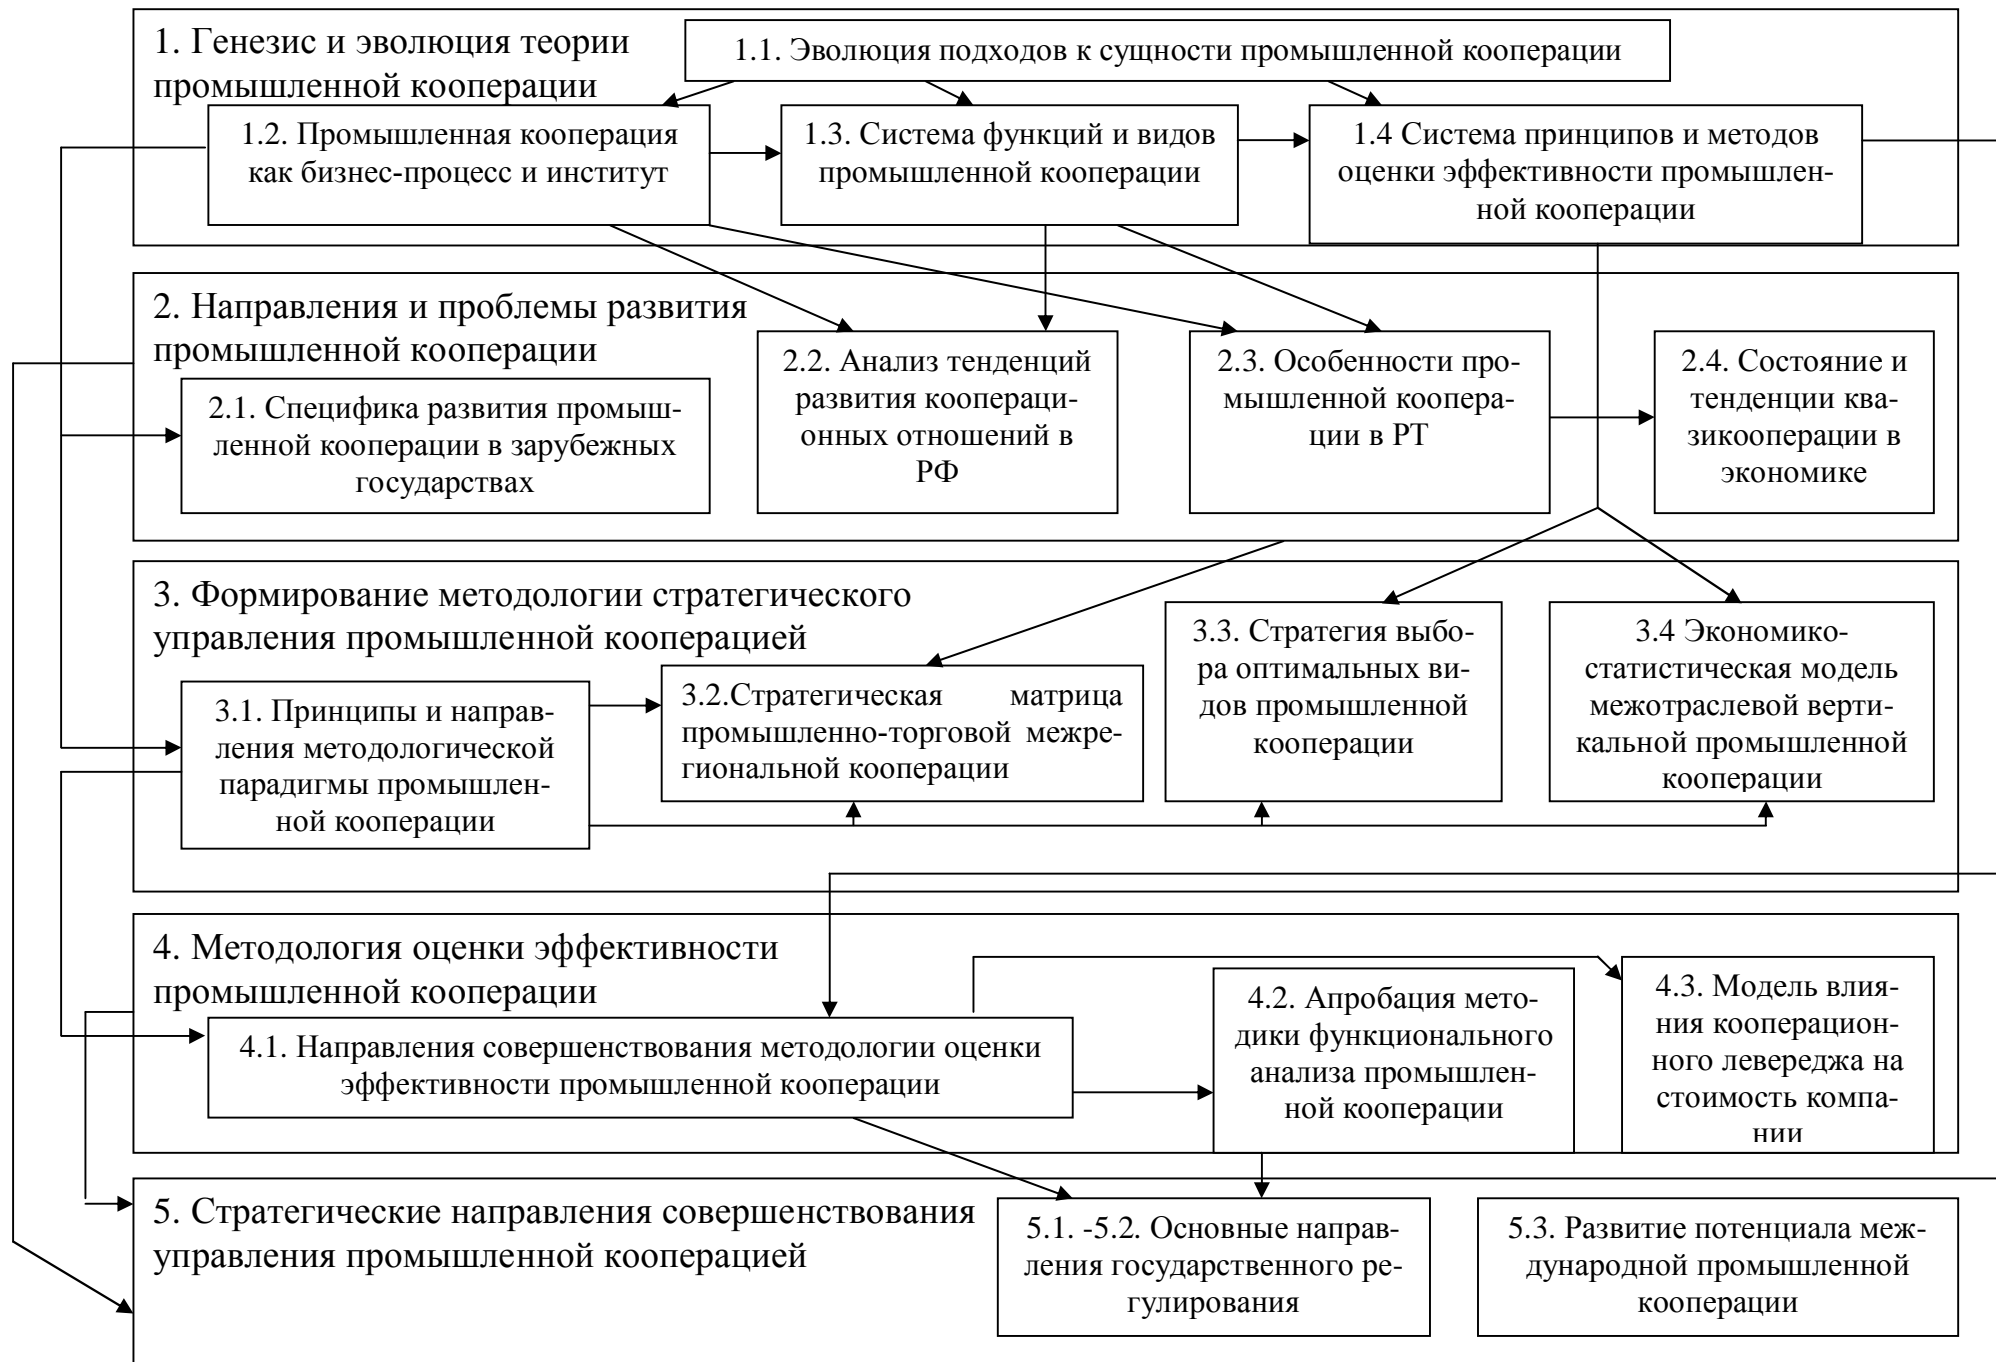 1. Генезис и эволюция теории
промышленной кооперации
1.1. Эволюция подходов к сущности промышленной кооперации
1.2. Промышленная кооперация
как бизнес-процесс и институт
1.3. Система функций и видов
промышленной кооперации
1.4 Система принципов и методов
оценки эффективности промышлен-
ной кооперации
2. Направления и проблемы развития
промышленной кооперации
2.1. Специфика развития промыш-
ленной кооперации в зарубежных
государствах
2.2. Анализ тенденций
развития коопераци-
онных отношений в
РФ
2.3. Особенности про-
мышленной коопера-
ции в РТ
2.4. Состояние и
тенденции ква-
зикооперации в
экономике
3. Формирование методологии стратегического
управления промышленной кооперацией
3.1. Принципы и направ-
ления методологической
парадигмы промышлен-
ной кооперации
3.2.Стратегическая матрица
промышленно-торговой межре-
гиональной кооперации
3.3. Стратегия выбо-
ра оптимальных ви-
дов промышленной
кооперации
3.4 Экономико-
статистическая модель
межотраслевой верти-
кальной промышленной
кооперации
4. Методология оценки эффективности
промышленной кооперации
4.1. Направления совершенствования методологии оценки
эффективности промышленной кооперации
4.2. Апробация мето-
дики функционального
анализа промышлен-
ной кооперации
4.3. Модель влия-
ния кооперацион-
ного левереджа на
стоимость компа-
нии
5. Стратегические направления совершенствования
управления промышленной кооперацией
5.1. -5.2. Основные направ-
ления государственного ре-
гулирования
5.3. Развитие потенциала меж-
дународной промышленной
кооперации